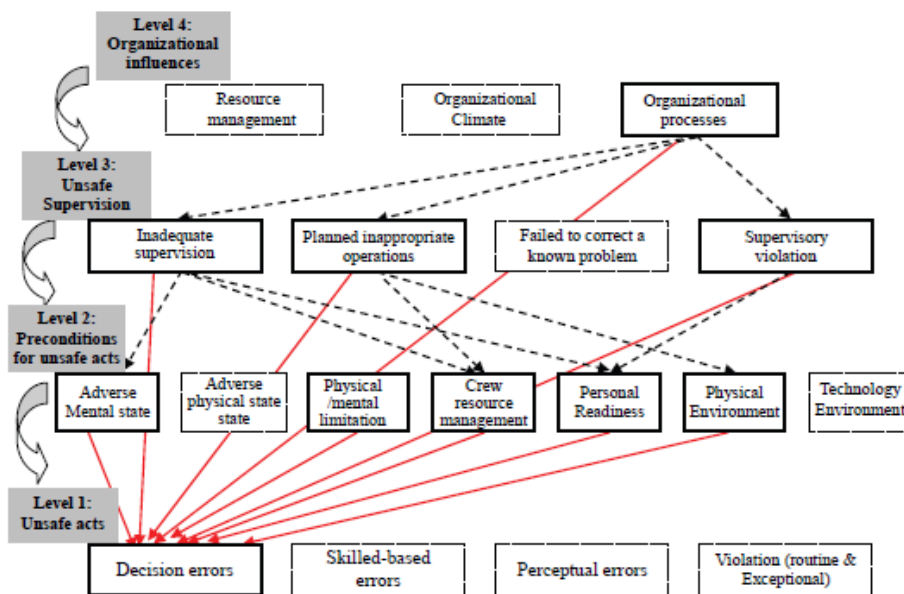 Level 4:
Organizational
influences
Resource
management
Organizational
Climate
Organizational
processes
Level 3:
Unsafe
Supervision
Inadequate
supervision
Planned inappropriate
operations
Failed to correct a
known problem
Supervisory
violation
Level 2:
Preconditions
for unsafe acts
Adverse
Mental state
Adverse
physical state
state
Physical
/mental
limitation
Crew
resource
management
Personal
Readiness
Physical
Environment
Technology
Environment
Level 1:
Unsafe acts
Decision errors
Skilled-based
errors
Perceptual errors
Violation (routine &
Exceptional)